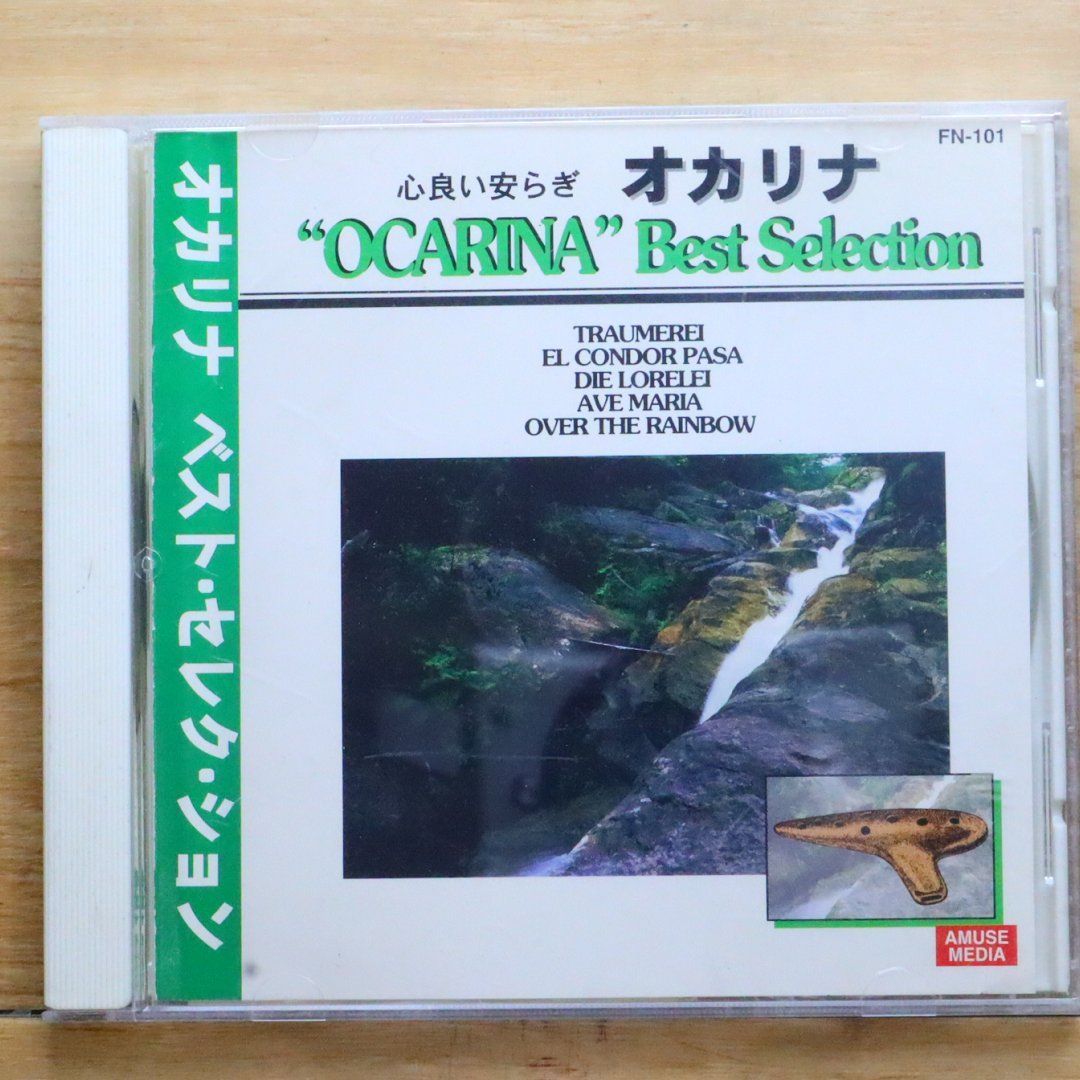 FN-101
心良い安らぎ オカリナ
“OCARINA” Best Selection
TRAUMEREI
EL CONDOR PASA
DIE LORELEI
AVE MARIA
OVER THE RAINBOW
オカリナ ベスト・セレク・ション
AMUSE
MEDIA